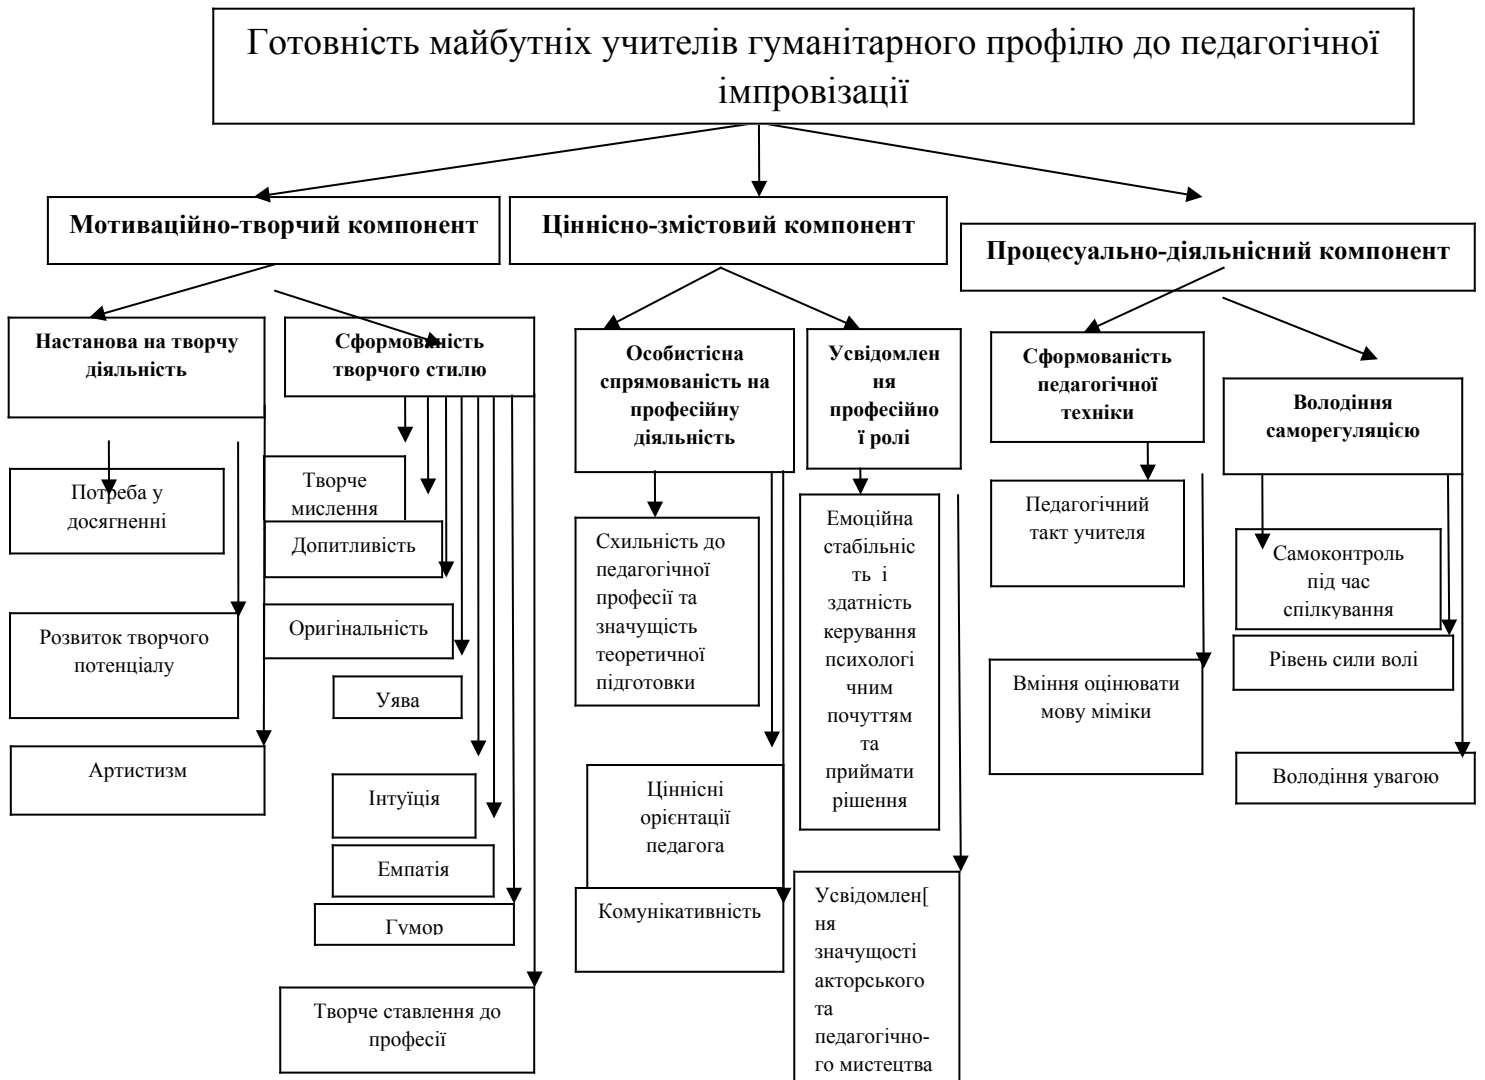 Готовність майбутніх учителів гуманітарного профілю до педагогічної
імпровізації
Мотиваційно-творчий компонент
Ціннісно-змістовий компонент
Процесуально-діяльнісний компонент
Настанова на творчу
діяльність
Сформованість
творчого стилю
Особистісна
спрямованість на
професійну
діяльність
Усвідомлен
ня
професійно
ї ролі
Сформованість
педагогічної
техніки
Володіння
саморегуляцією
Потреба у
досягненні
Розвиток творчого
потенціалу
Артистизм
Творче
мислення
Допитливість
Оригінальність
Уява
Інтуїція
Емпатія
Гумор
Творче ставлення до
професії
Схильність до
педагогічної
професії та
значущість
теоретичної
підготовки
Ціннісні
орієнтації
педагога
Комунікативність
Емоційна
стабільніс
ть і
здатність
керування
психологі
чним
почуттям
та
приймати
рішення
Усвідомлен[
ня
значущості
акторського
та
педагогічно-
го мистецтва
Педагогічний
такт учителя
Вміння оцінювати
мову міміки
Самоконтроль
під час
спілкування
Рівень сили волі
Володіння увагою